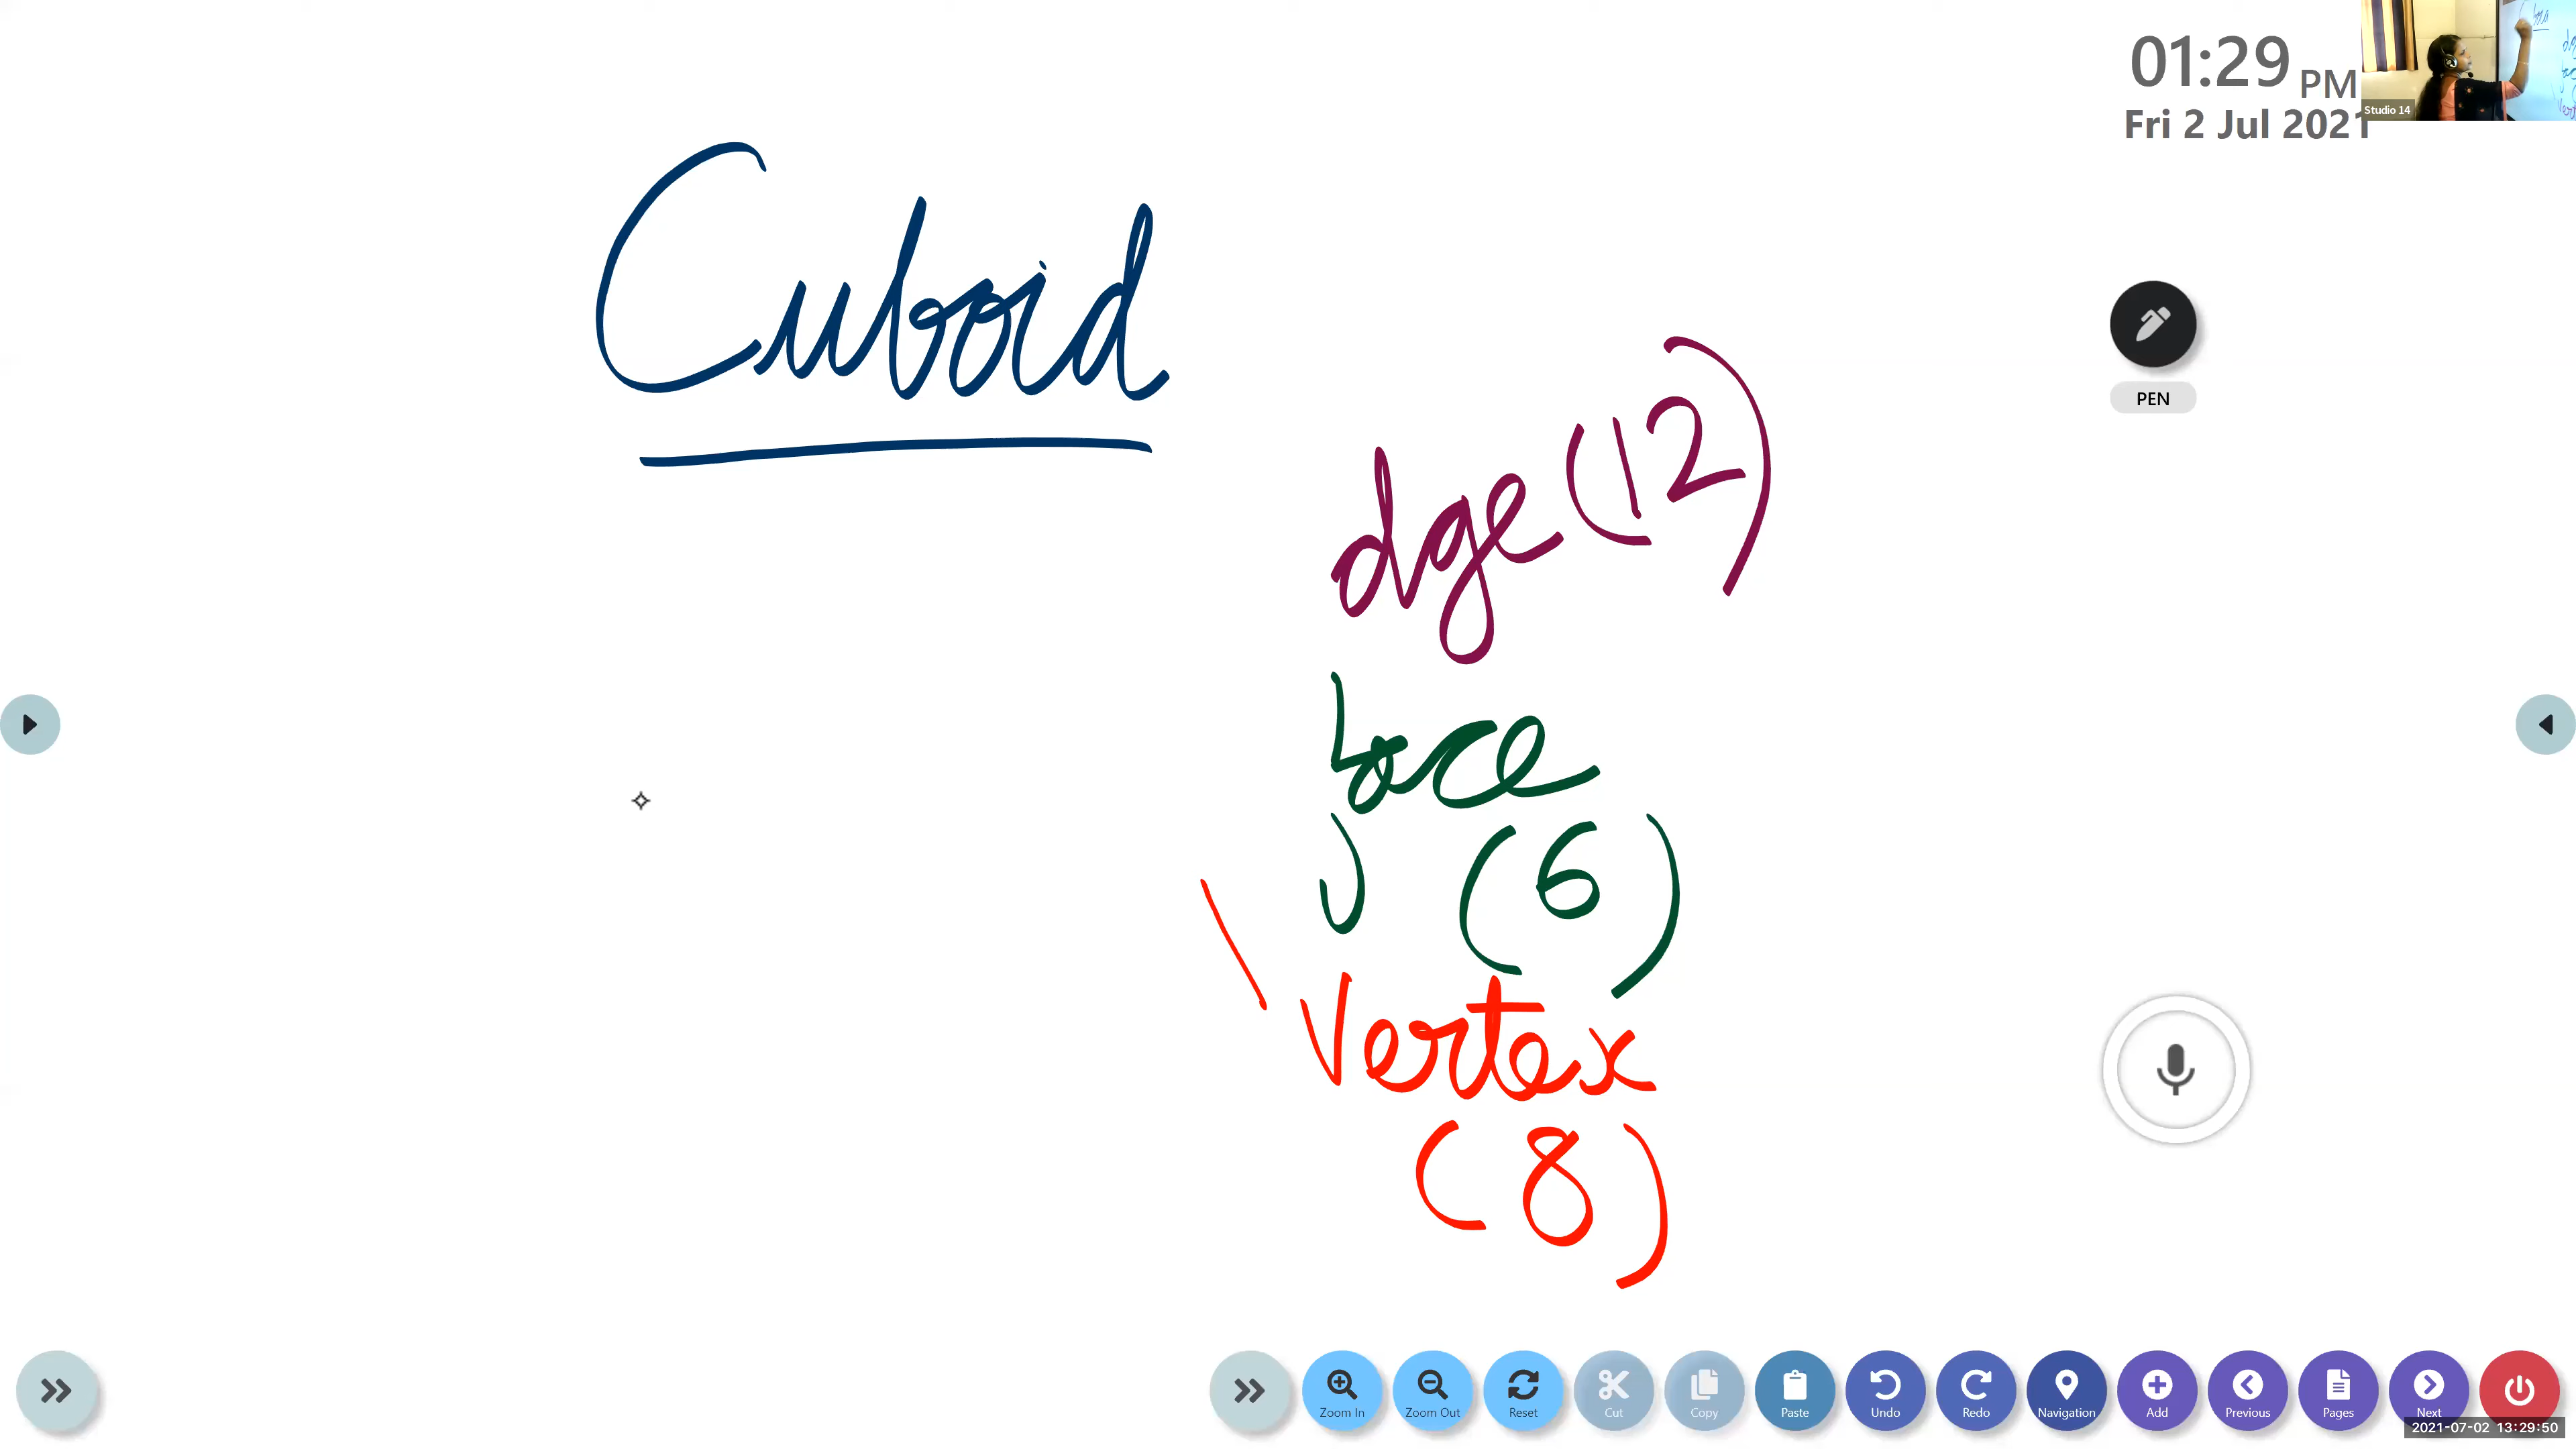 01:29 PM
Fri 2 Jul 2021
Studio 14
Cuboid
PEN
dge (12)
face
(6)
Vertex
(8)
Zoom In
Zoom Out
Reset
Cut
Copy
Paste
Undo
Redo
Navigation
Add
Previous
Pages
Next
2021-07-02 13:29:50